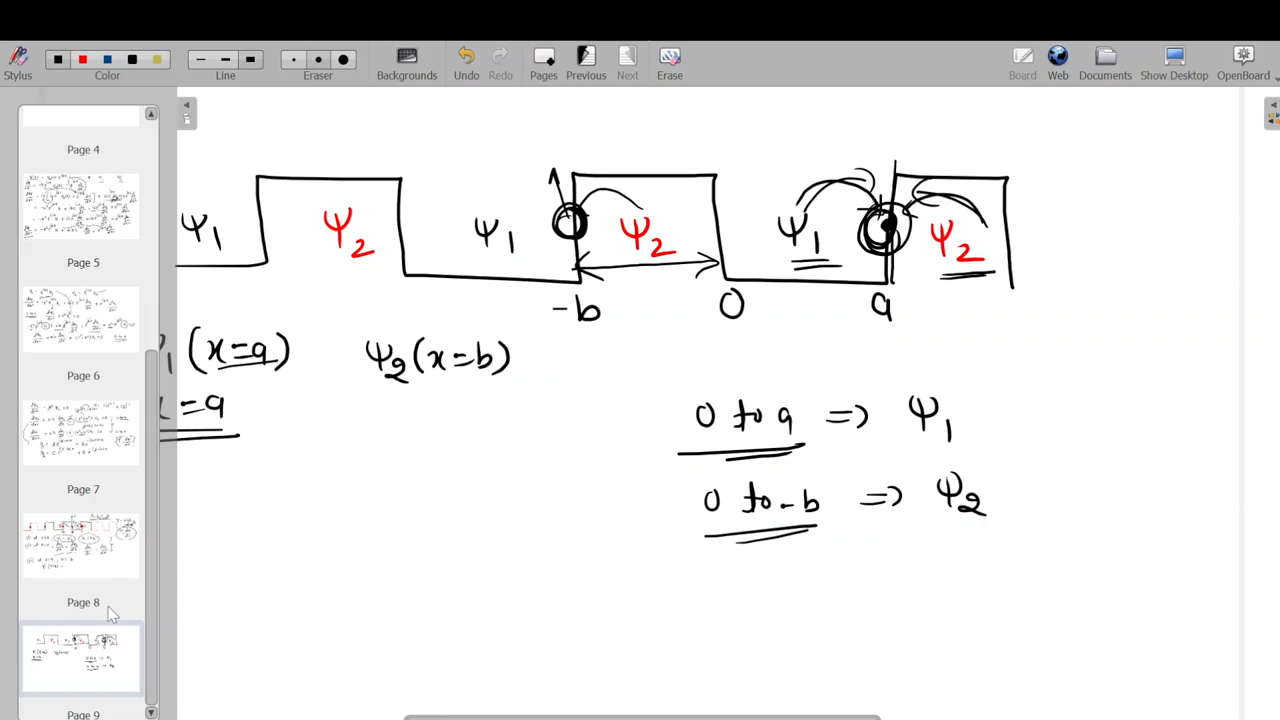 Stylus
Color
Line
Eraser
Backgrounds
Undo
Redo
Pages
Previous
Next
Erase
Board
Web
Documents
Show Desktop
OpenBoard
Page 4
Page 5
Page 6
Page 7
Page 8
Page 9
ψ1 ψ2 ψ1 ψ2 ψ1 ψ2
-b 0 a
(x=a) ψ2(x=b)
=a
0 to a => ψ1
0 to -b => ψ2